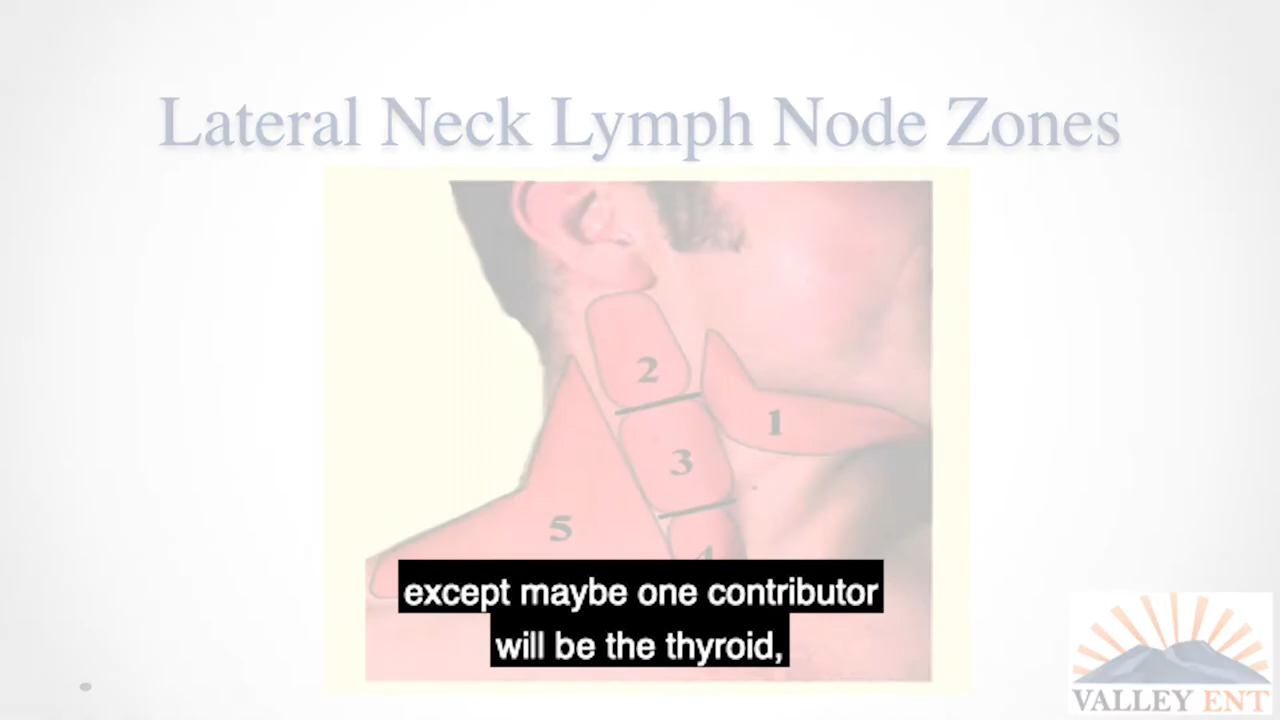 Lateral Neck Lymph Node Zones
2
1
3
5
4
except maybe one contributor
will be the thyroid,
VALLEY ENT